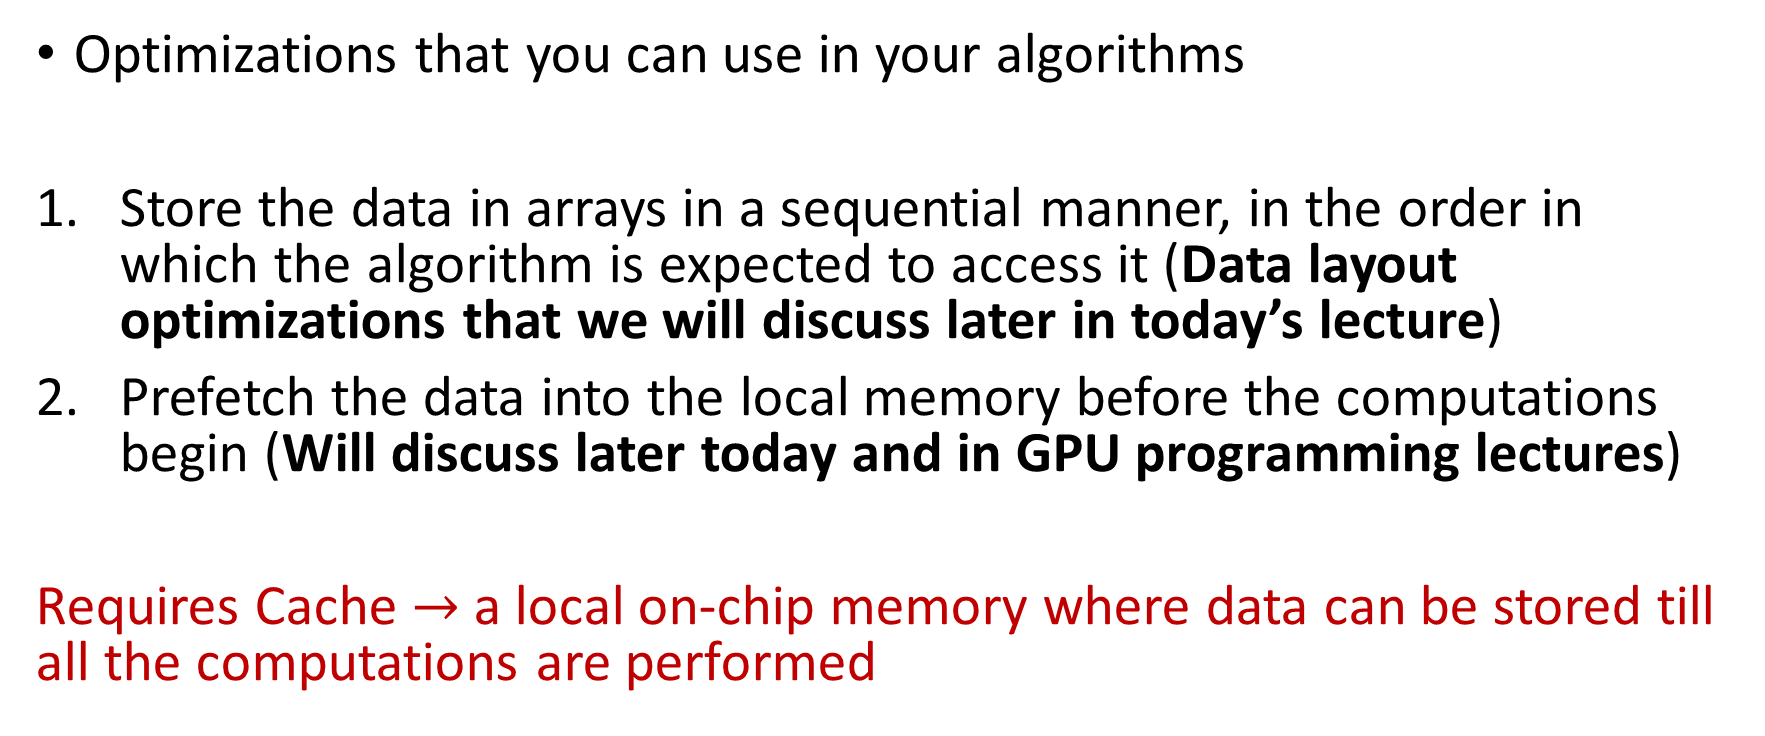 • Optimizations that you can use in your algorithms
1. Store the data in arrays in a sequential manner, in the order in
which the algorithm is expected to access it (Data layout
optimizations that we will discuss later in today’s lecture)
2. Prefetch the data into the local memory before the computations
begin (Will discuss later today and in GPU programming lectures)
Requires Cache → a local on-chip memory where data can be stored till
all the computations are performed